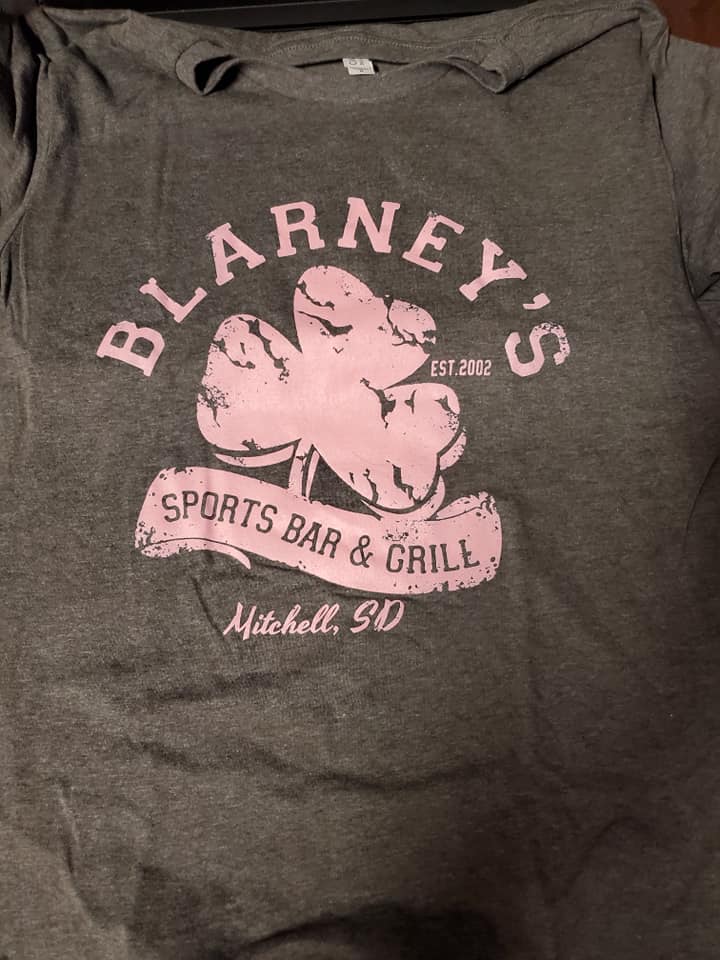 BLARNEY'S
EST.2002
SPORTS BAR & GRILL
Mitchell, SD